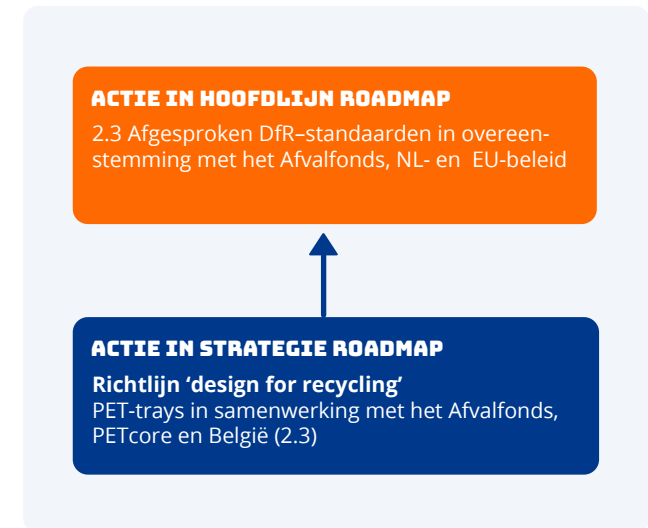 ACTIE IN HOOFDLIJN ROADMAP
2.3 Afgesproken DfR–standaarden in overeen-
stemming met het Afvalfonds, NL- en EU-beleid
ACTIE IN STRATEGIE ROADMAP
Richtlijn ‘design for recycling’
PET-trays in samenwerking met het Afvalfonds,
PETcore en België (2.3)